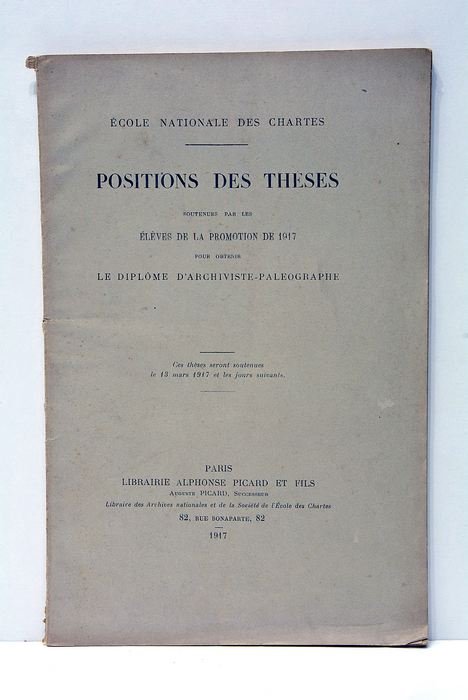 ÉCOLE NATIONALE DES CHARTES
POSITIONS DES THÈSES
SOUTENUES PAR LES
ÉLÈVES DE LA PROMOTION DE 1917
POUR OBTENIR
LE DIPLÔME D'ARCHIVISTE-PALÉOGRAPHE
Ces thèses seront soutenues
le 13 mars 1917 et les jours suivants.
PARIS
LIBRAIRIE ALPHONSE PICARD ET FILS
AUGUSTE PICARD, SUCCESSEUR
Libraire des Archives nationales et de la Société de l'École des Chartes
82, RUE BONAPARTE, 82
1917